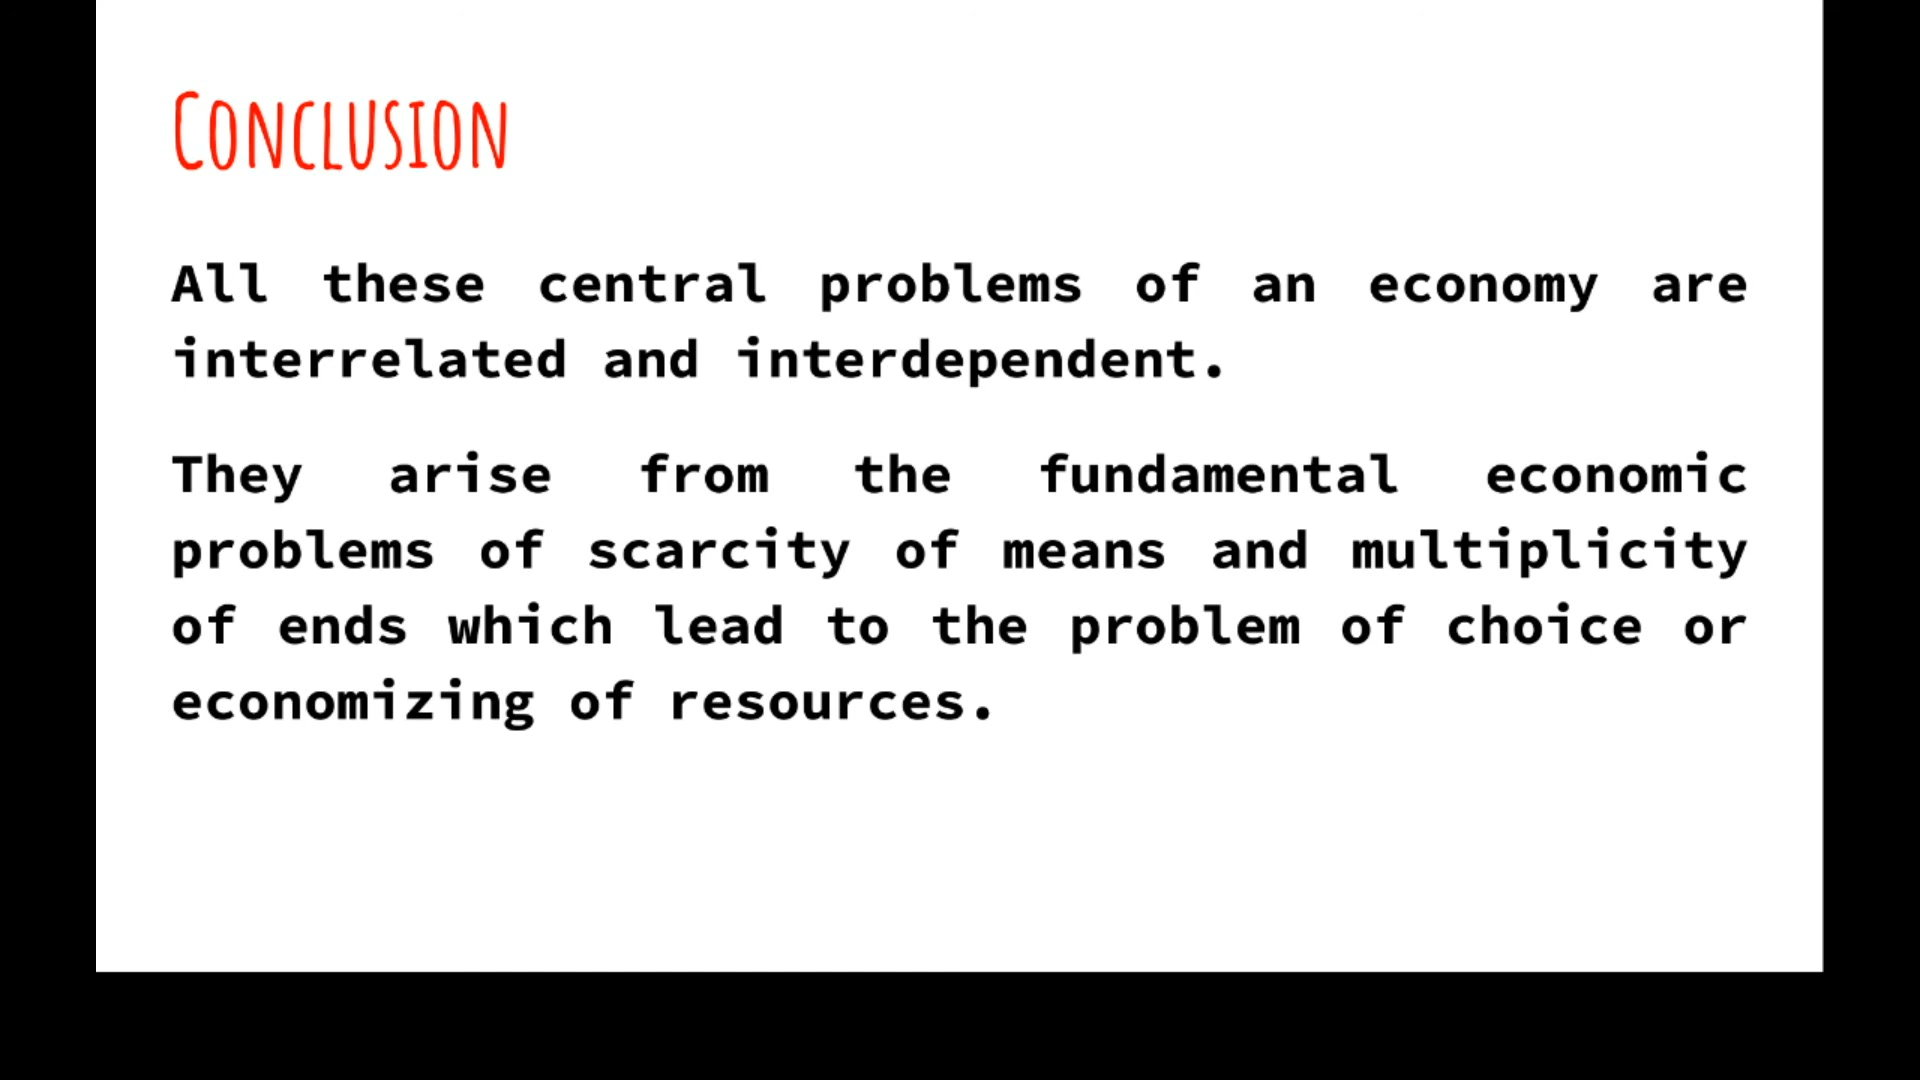 Conclusion
All these central problems of an economy are
interrelated and interdependent.
They arise from the fundamental economic
problems of scarcity of means and multiplicity
of ends which lead to the problem of choice or
economizing of resources.